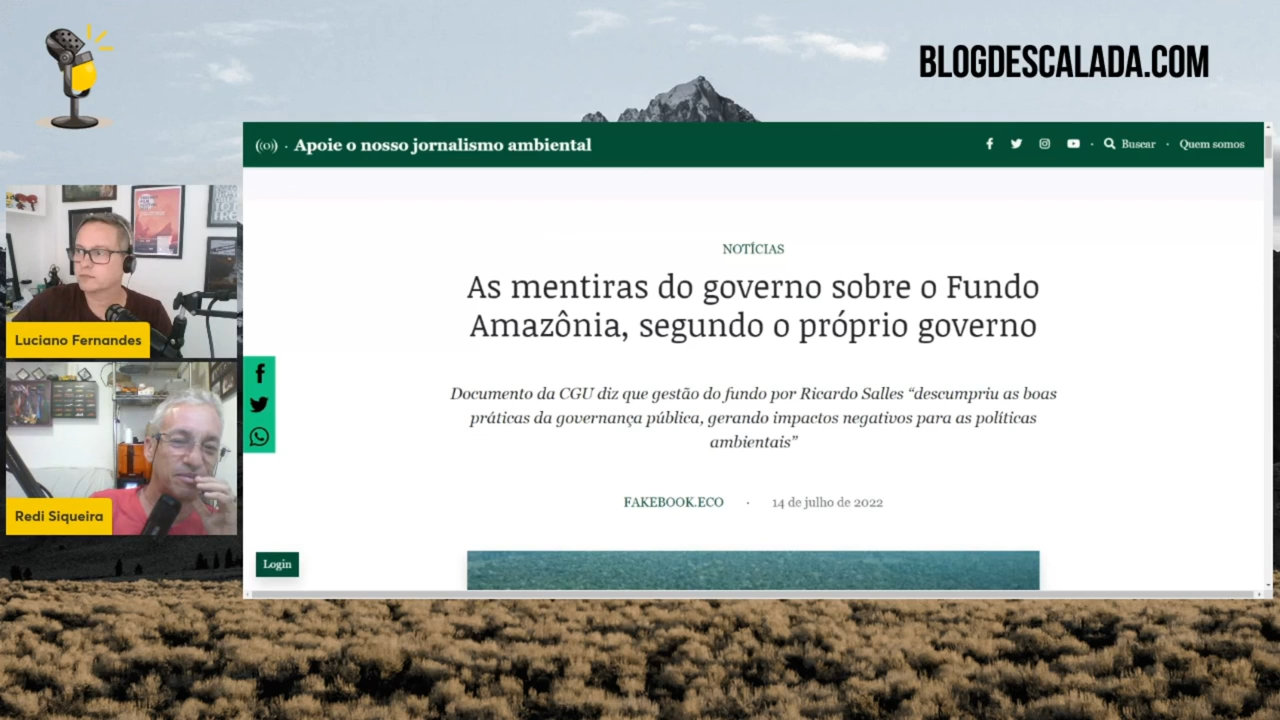 BLOGDESCALADA.COM
((o)) · Apoie o nosso jornalismo ambiental
· Buscar · Quem somos
NOTÍCIAS
As mentiras do governo sobre o Fundo
Amazônia, segundo o próprio governo
Documento da CGU diz que gestão do fundo por Ricardo Salles “descumpriu as boas
práticas da governança pública, gerando impactos negativos para as políticas
ambientais”
FAKEBOOK.ECO · 14 de julho de 2022
Login
Luciano Fernandes
Redi Siqueira